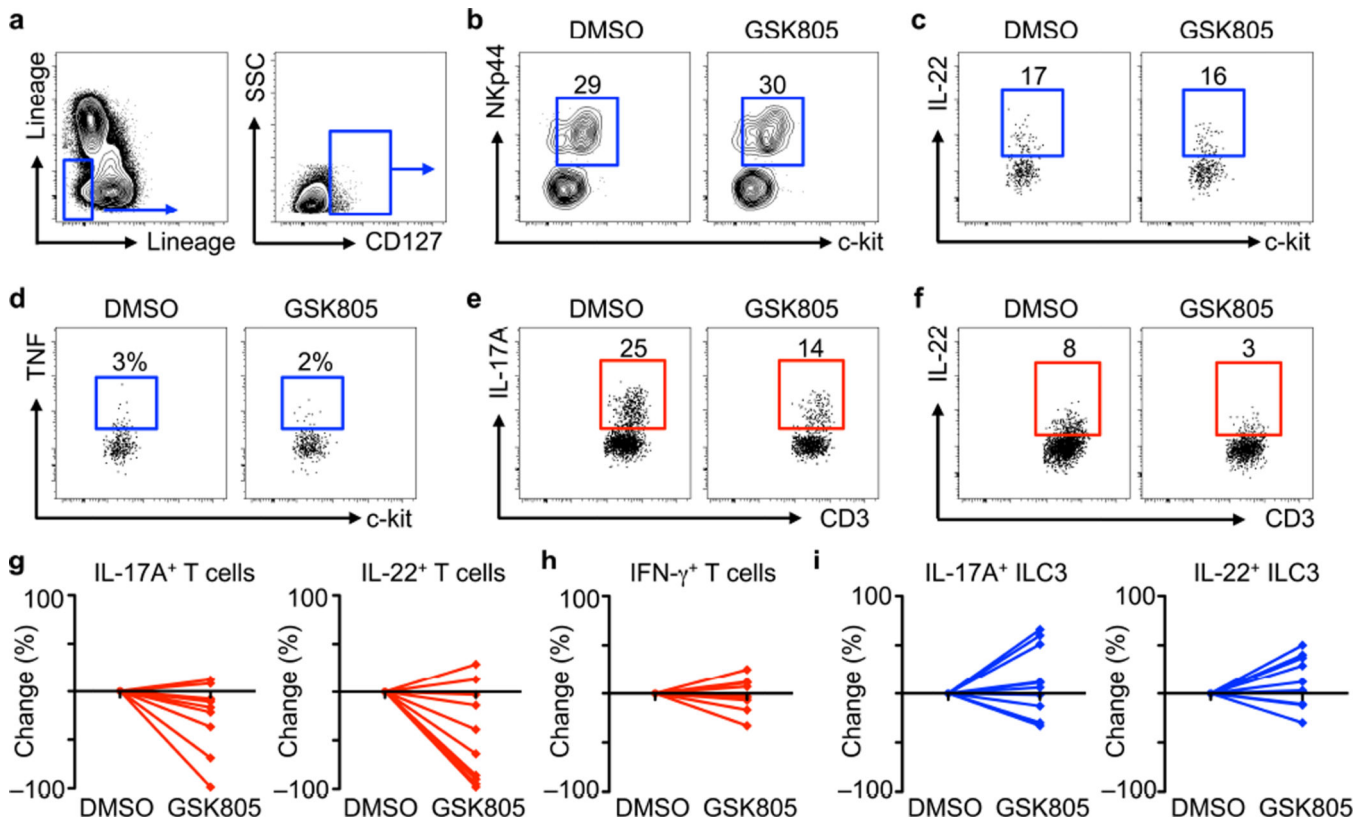 a
Lineage
Lineage
SSC
CD127
b
DMSO
GSK805
NKp44
29
30
c-kit
c
DMSO
GSK805
IL-22
17
16
c-kit
d
DMSO
GSK805
TNF
3%
2%
c-kit
e
DMSO
GSK805
IL-17A
25
14
CD3
f
DMSO
GSK805
IL-22
8
3
CD3
g
IL-17A+ T cells
100
Change (%)
–100
DMSO GSK805
IL-22+ T cells
100
Change (%)
–100
DMSO GSK805
h
IFN-γ+ T cells
100
Change (%)
–100
DMSO GSK805
i
IL-17A+ ILC3
100
Change (%)
–100
DMSO GSK805
IL-22+ ILC3
100
Change (%)
–100
DMSO GSK805